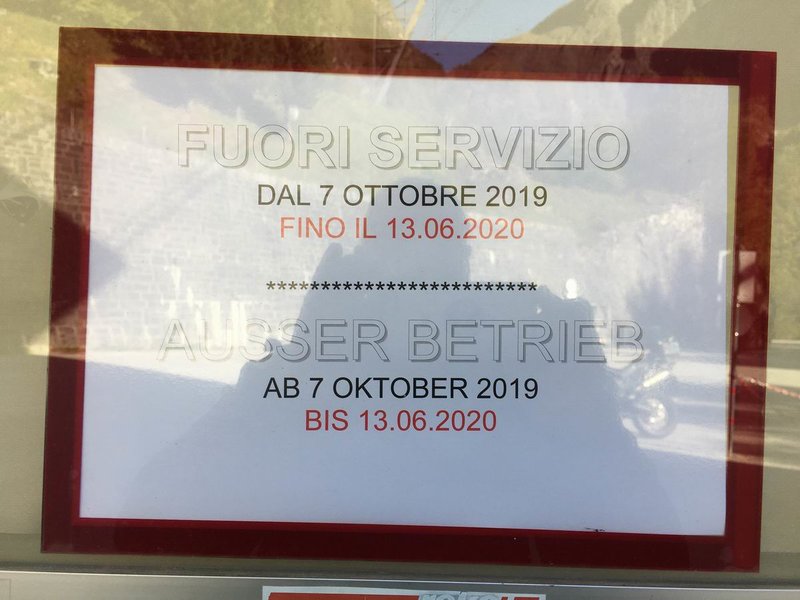 FUORI SERVIZIO
DAL 7 OTTOBRE 2019
FINO IL 13.06.2020
*************************
AUSSER BETRIEB
AB 7 OKTOBER 2019
BIS 13.06.2020